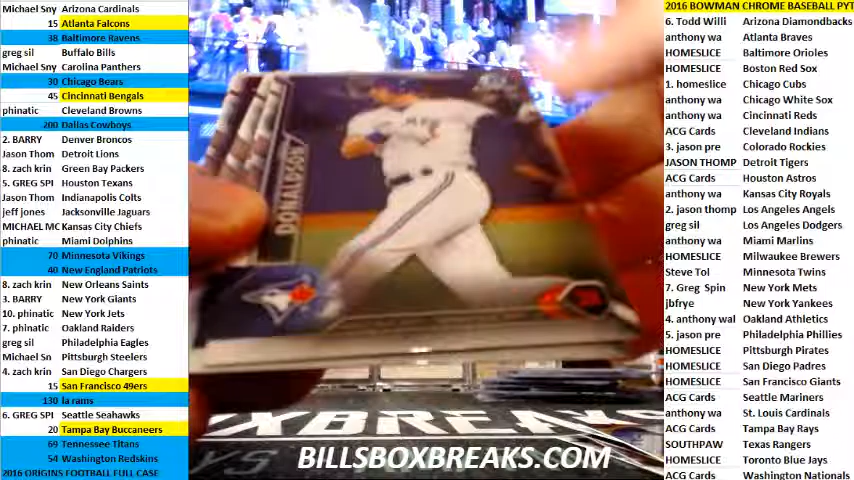 Michael Sny Arizona Cardinals
15 Atlanta Falcons
38 Baltimore Ravens
greg sil Buffalo Bills
Michael Sny Carolina Panthers
30 Chicago Bears
45 Cincinnati Bengals
phinatic Cleveland Browns
200 Dallas Cowboys
2. BARRY Denver Broncos
Jason Thom Detroit Lions
8. zach krin Green Bay Packers
5. GREG SPI Houston Texans
Jason Thom Indianapolis Colts
jeff jones Jacksonville Jaguars
MICHAEL MC Kansas City Chiefs
phinatic Miami Dolphins
70 Minnesota Vikings
40 New England Patriots
8. zach krin New Orleans Saints
3. BARRY New York Giants
10. phinatic New York Jets
7. phinatic Oakland Raiders
greg sil Philadelphia Eagles
Michael Sn Pittsburgh Steelers
4. zach krin San Diego Chargers
15 San Francisco 49ers
130 la rams
6. GREG SPI Seattle Seahawks
20 Tampa Bay Buccaneers
69 Tennessee Titans
54 Washington Redskins
2016 ORIGINS FOOTBALL FULL CASE
DONALDSON
XBREAKS
BILLSBOXBREAKS.COM
2016 BOWMAN CHROME BASEBALL PYT
6. Todd Willi Arizona Diamondbacks
anthony wa Atlanta Braves
HOMESLICE Baltimore Orioles
HOMESLICE Boston Red Sox
1. homeslice Chicago Cubs
anthony wa Chicago White Sox
anthony wa Cincinnati Reds
ACG Cards Cleveland Indians
3. jason pre Colorado Rockies
JASON THOMP Detroit Tigers
ACG Cards Houston Astros
anthony wa Kansas City Royals
2. jason thomp Los Angeles Angels
greg sil Los Angeles Dodgers
anthony wa Miami Marlins
HOMESLICE Milwaukee Brewers
Steve Tol Minnesota Twins
7. Greg Spin New York Mets
jbfrye New York Yankees
4. anthony wal Oakland Athletics
5. jason pre Philadelphia Phillies
HOMESLICE Pittsburgh Pirates
HOMESLICE San Diego Padres
HOMESLICE San Francisco Giants
ACG Cards Seattle Mariners
anthony wa St. Louis Cardinals
ACG Cards Tampa Bay Rays
SOUTHPAW Texas Rangers
HOMESLICE Toronto Blue Jays
ACG Cards Washington Nationals